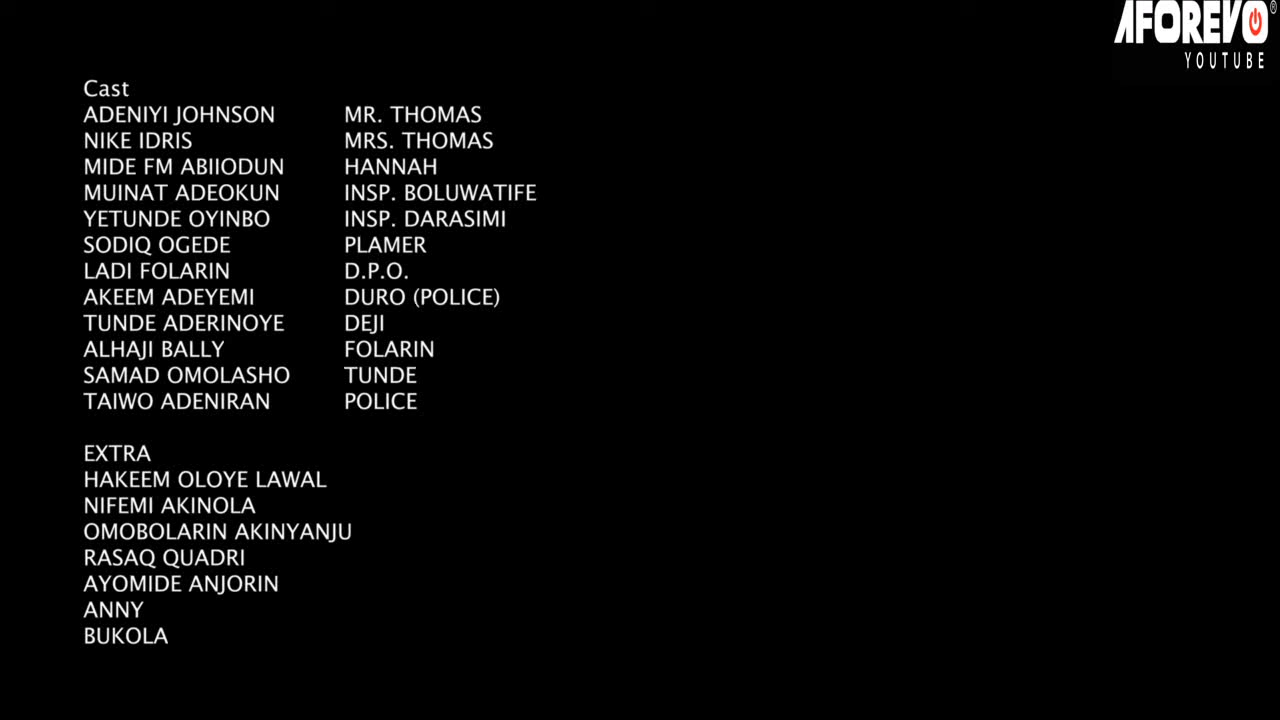 AFOREVO®
YOUTUBE
Cast
ADENIYI JOHNSON MR. THOMAS
NIKE IDRIS MRS. THOMAS
MIDE FM ABIIODUN HANNAH
MUINAT ADEOKUN INSP. BOLUWATIFE
YETUNDE OYINBO INSP. DARASIMI
SODIQ OGEDE PLAMER
LADI FOLARIN D.P.O.
AKEEM ADEYEMI DURO (POLICE)
TUNDE ADERINOYE DEJI
ALHAJI BALLY FOLARIN
SAMAD OMOLASHO TUNDE
TAIWO ADENIRAN POLICE
EXTRA
HAKEEM OLOYE LAWAL
NIFEMI AKINOLA
OMOBOLARIN AKINYANJU
RASAQ QUADRI
AYOMIDE ANJORIN
ANNY
BUKOLA